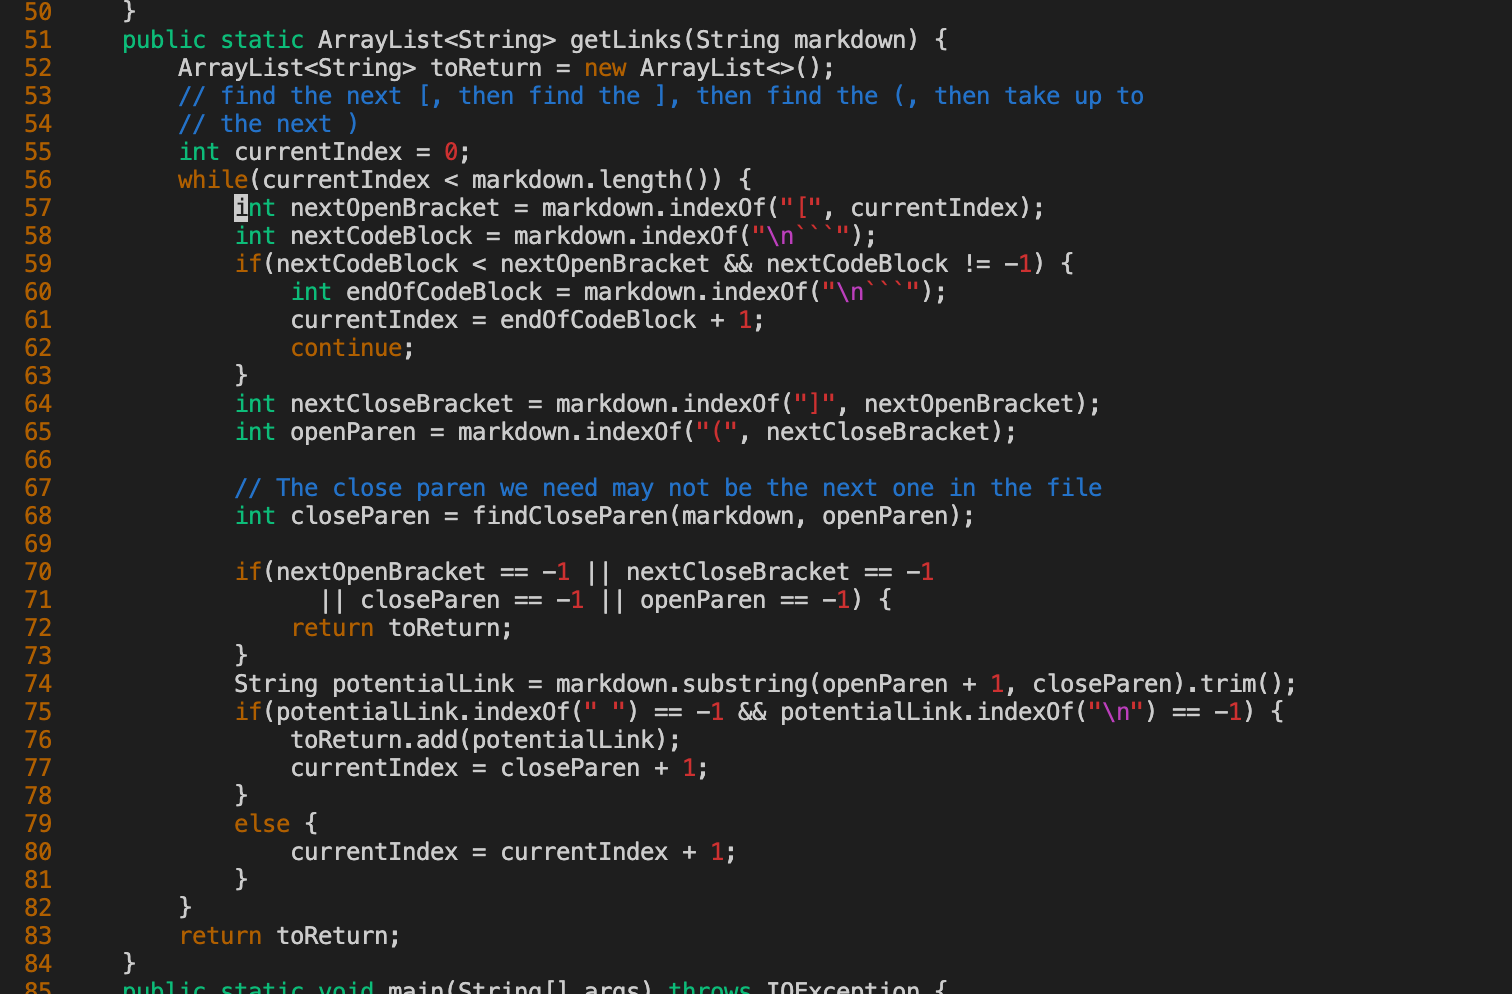 50     }
51     public static ArrayList<String> getLinks(String markdown) {
52         ArrayList<String> toReturn = new ArrayList<>();
53         // find the next [, then find the ], then find the (, then take up to
54         // the next )
55         int currentIndex = 0;
56         while(currentIndex < markdown.length()) {
57             int nextOpenBracket = markdown.indexOf("[", currentIndex);
58             int nextCodeBlock = markdown.indexOf("\n```");
59             if(nextCodeBlock < nextOpenBracket && nextCodeBlock != -1) {
60                 int endOfCodeBlock = markdown.indexOf("\n```");
61                 currentIndex = endOfCodeBlock + 1;
62                 continue;
63             }
64             int nextCloseBracket = markdown.indexOf("]", nextOpenBracket);
65             int openParen = markdown.indexOf("(", nextCloseBracket);
66
67             // The close paren we need may not be the next one in the file
68             int closeParen = findCloseParen(markdown, openParen);
69
70             if(nextOpenBracket == -1 || nextCloseBracket == -1
71                   || closeParen == -1 || openParen == -1) {
72                 return toReturn;
73             }
74             String potentialLink = markdown.substring(openParen + 1, closeParen).trim();
75             if(potentialLink.indexOf(" ") == -1 && potentialLink.indexOf("\n") == -1) {
76                 toReturn.add(potentialLink);
77                 currentIndex = closeParen + 1;
78             }
79             else {
80                 currentIndex = currentIndex + 1;
81             }
82         }
83         return toReturn;
84     }
85     public static void main(String[] args) throws IOException {